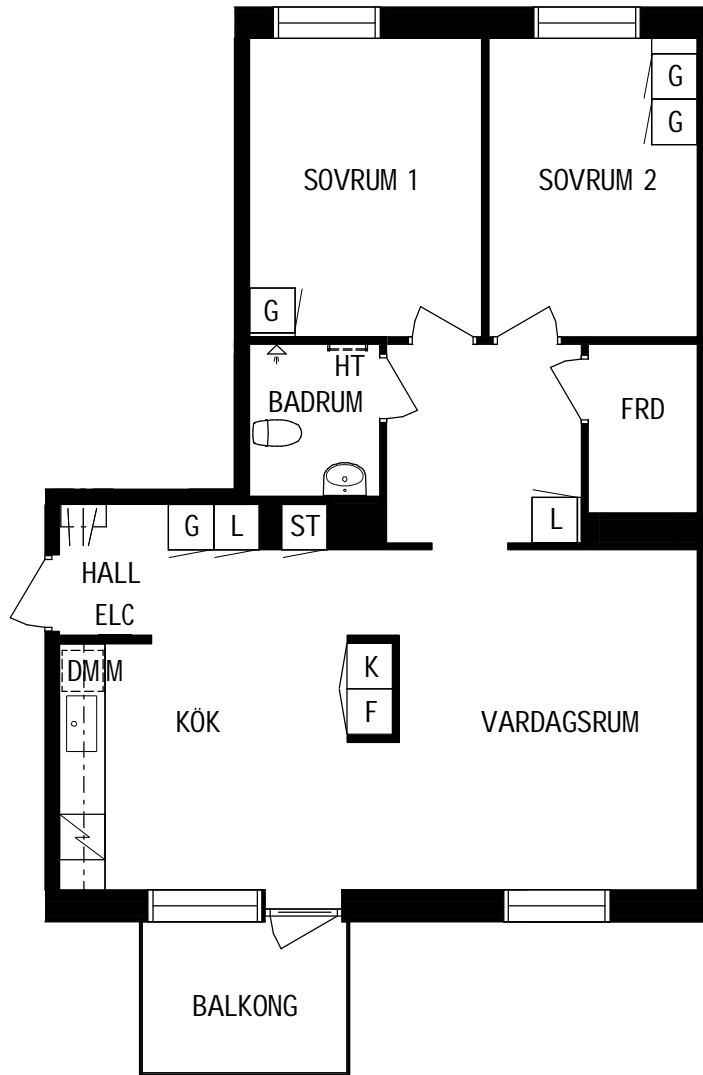 G
G
SOVRUM 1
SOVRUM 2
G
HT
BADRUM
FRD
G
L
ST
L
HALL
ELC
DM M
K
F
KÖK
VARDAGSRUM
BALKONG